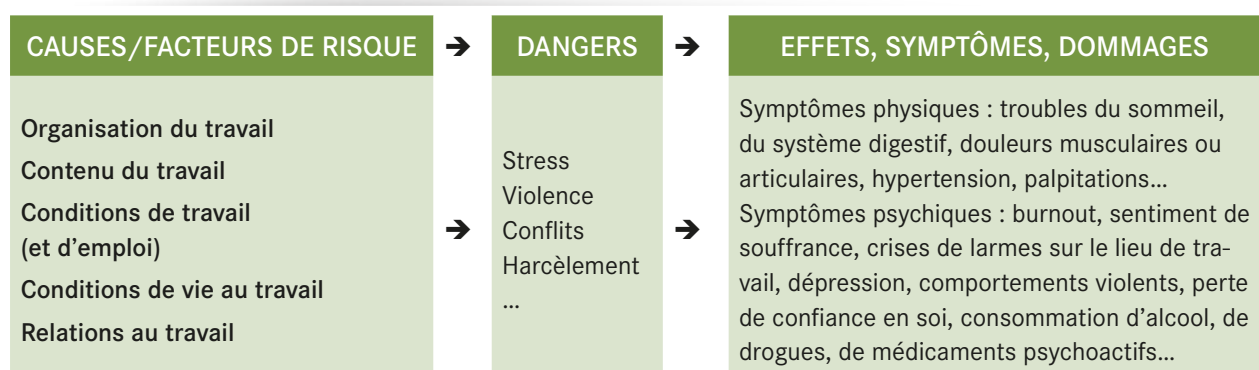 CAUSES/FACTEURS DE RISQUE ➔ DANGERS ➔ EFFETS, SYMPTÔMES, DOMMAGES
Organisation du travail
Contenu du travail
Conditions de travail
(et d’emploi)
Conditions de vie au travail
Relations au travail
➔
Stress
Violence
Conflits
Harcèlement
...
➔
Symptômes physiques : troubles du sommeil,
du système digestif, douleurs musculaires ou
articulaires, hypertension, palpitations...
Symptômes psychiques : burnout, sentiment de
souffrance, crises de larmes sur le lieu de tra-
vail, dépression, comportements violents, perte
de confiance en soi, consommation d’alcool, de
drogues, de médicaments psychoactifs...